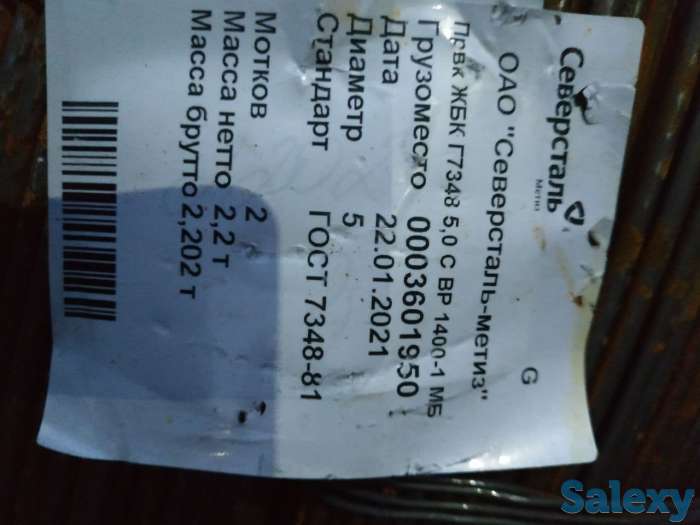 Северсталь
Метиз
G
ОАО "Северсталь-метиз"
Првк ЖБК Г7348 5,0 С ВР 1400-1 МБ
Грузоместо 0003601950
Дата 22.01.2021
Диаметр 5
Стандарт ГОСТ 7348-81
Мотков 2
Масса нетто 2,2 т
Масса брутто 2,202 т
Salexy